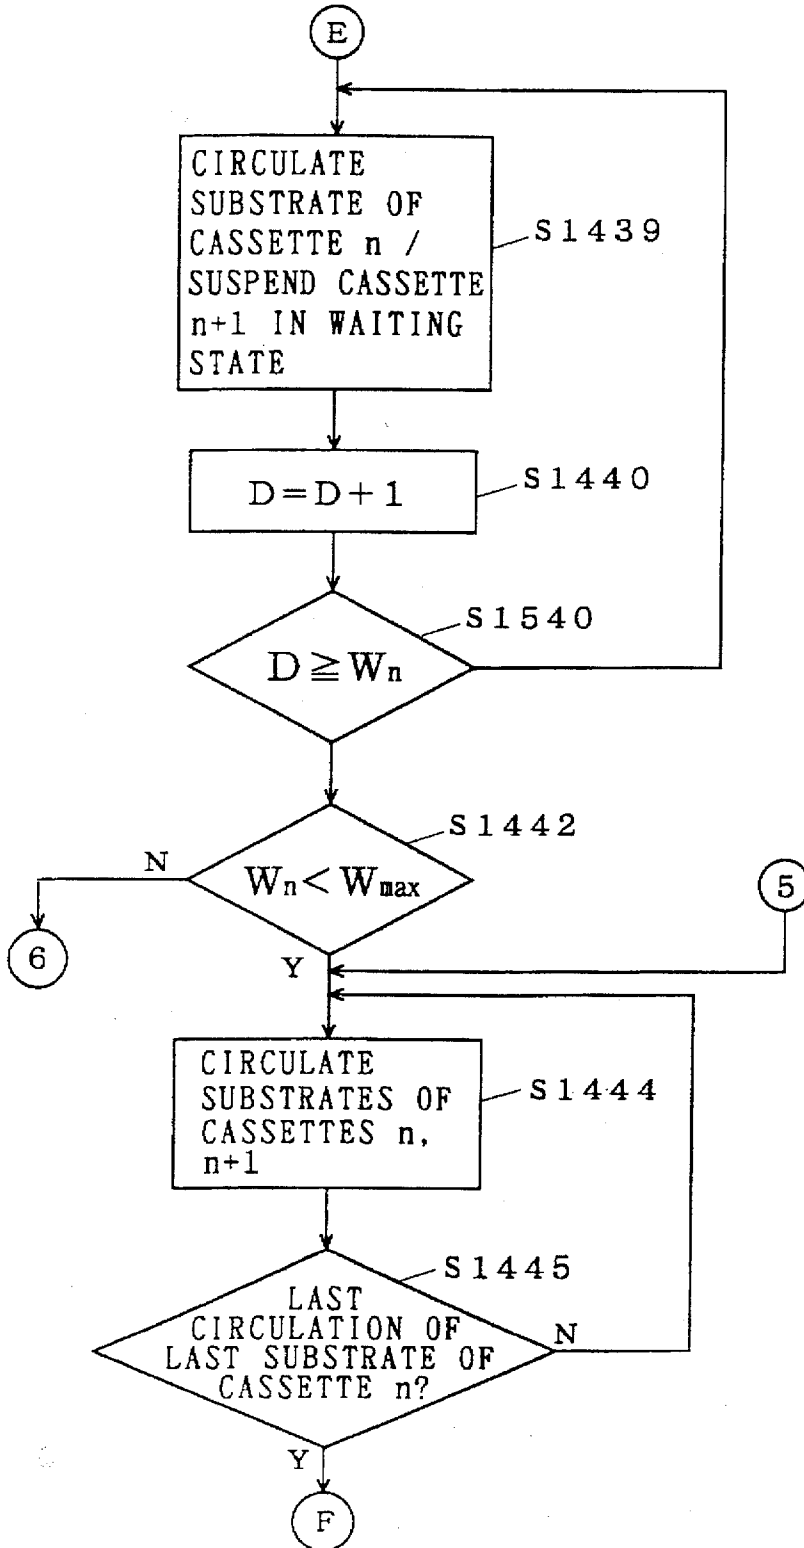 E
CIRCULATE
SUBSTRATE OF
CASSETTE n /
SUSPEND CASSETTE
n+1 IN WAITING
STATE
S1439
D=D+1
S1440
S1540
D≧Wn
S1442
N
Wn<Wmax
5
6
Y
CIRCULATE
SUBSTRATES OF
CASSETTES n,
n+1
S1444
S1445
LAST
CIRCULATION OF
LAST SUBSTRATE OF
CASSETTE n?
N
Y
F